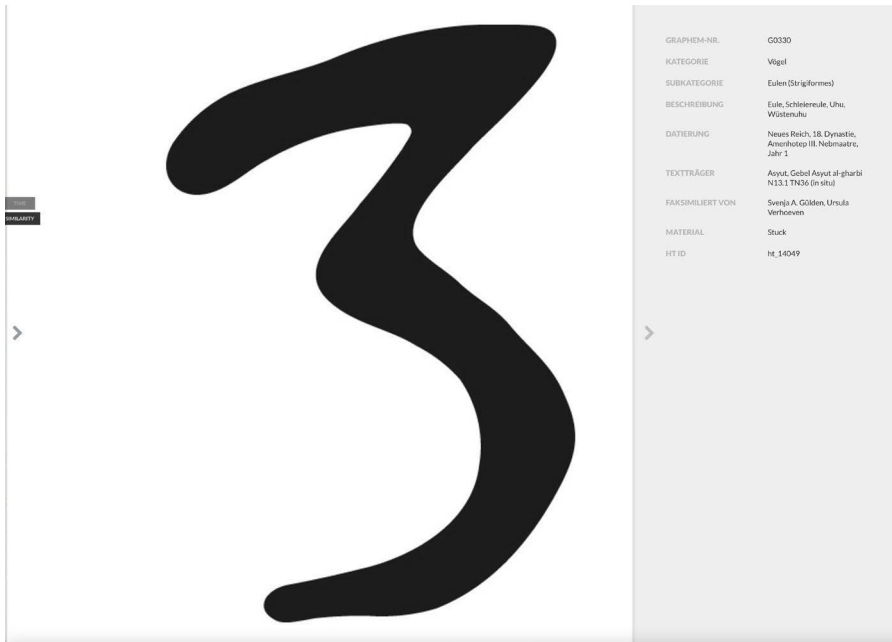 GRAPHEM-NR. G0330
KATEGORIE Vögel
SUBKATEGORIE Eulen (Strigiformes)
BESCHREIBUNG Eule, Schleiereule, Uhu,
Wüstenuhu
DATIERUNG Neues Reich, 18. Dynastie,
Amenhotep III. Nebmaatre,
Jahr 1
TEXTTRÄGER Asyut, Gebel Asyut al-gharbi
N13.1 TN36 (in situ)
FAKSIMILIERT VON Svenja A. Gülden, Ursula
Verhoeven
MATERIAL Stuck
HT ID ht_14049
TIME
SIMILARITY